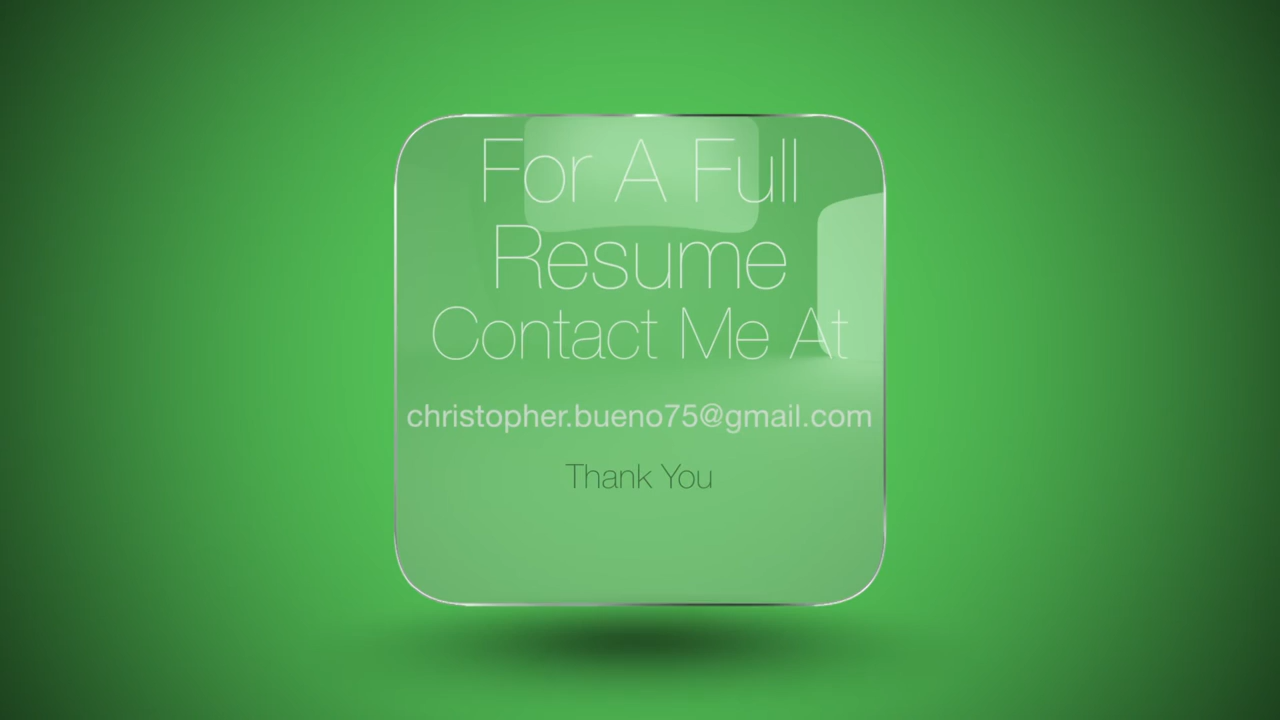 For A Full
Resume
Contact Me At
christopher.bueno75@gmail.com
Thank You